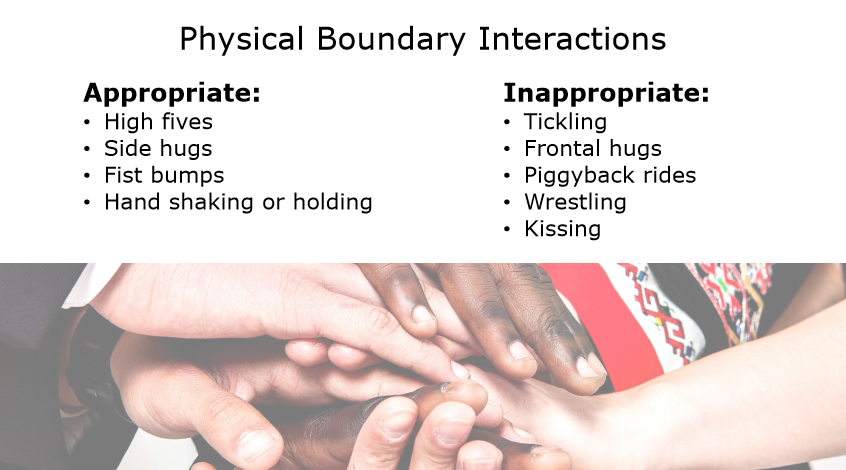 Physical Boundary Interactions
Appropriate:
• High fives
• Side hugs
• Fist bumps
• Hand shaking or holding
Inappropriate:
• Tickling
• Frontal hugs
• Piggyback rides
• Wrestling
• Kissing